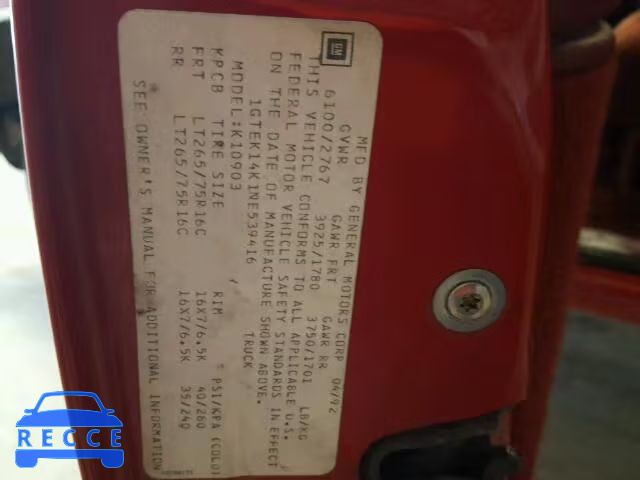 GM
MFD BY GENERAL MOTORS CORP 04/92
GVWR GAWR FRT GAWR RR
6100/2767 3925/1780 3750/1701 LB/KG
THIS VEHICLE CONFORMS TO ALL APPLICABLE U.S.
FEDERAL MOTOR VEHICLE SAFETY STANDARDS IN EFFECT
ON THE DATE OF MANUFACTURE SHOWN ABOVE.
1GTEK14K1NE539416 TRUCK
MODEL:K10903
KPCB TIRE SIZE RIM PSI/KPA (COLD)
FRT LT265/75R16C 16X7/6.5K 40/260
RR LT265/75R16C 16X7/6.5K 35/240
SEE OWNER'S MANUAL FOR ADDITIONAL INFORMATION
RECCE